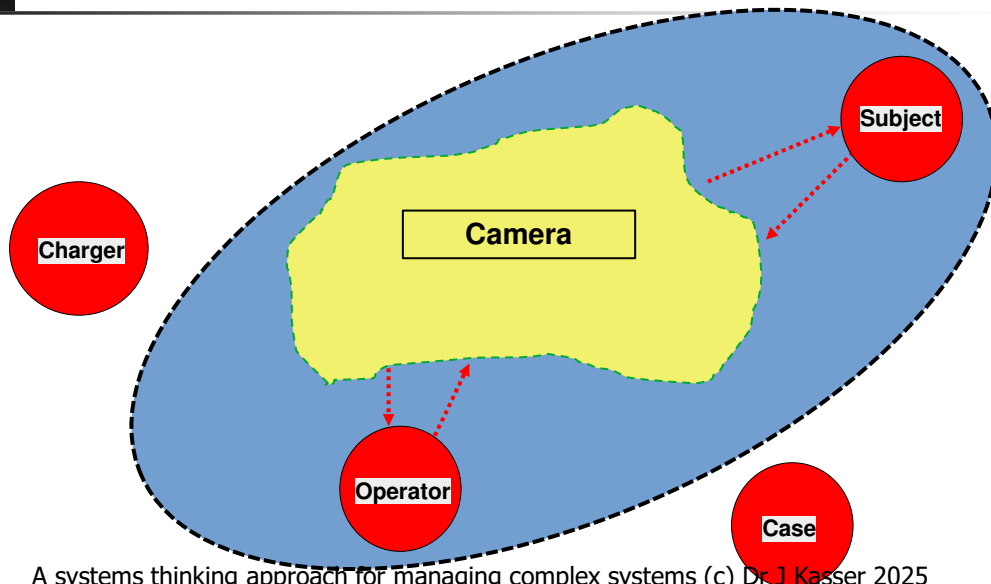 Subject
Camera
Charger
Operator
Case
A systems thinking approach for managing complex systems (c) Dr J Kasser 2025